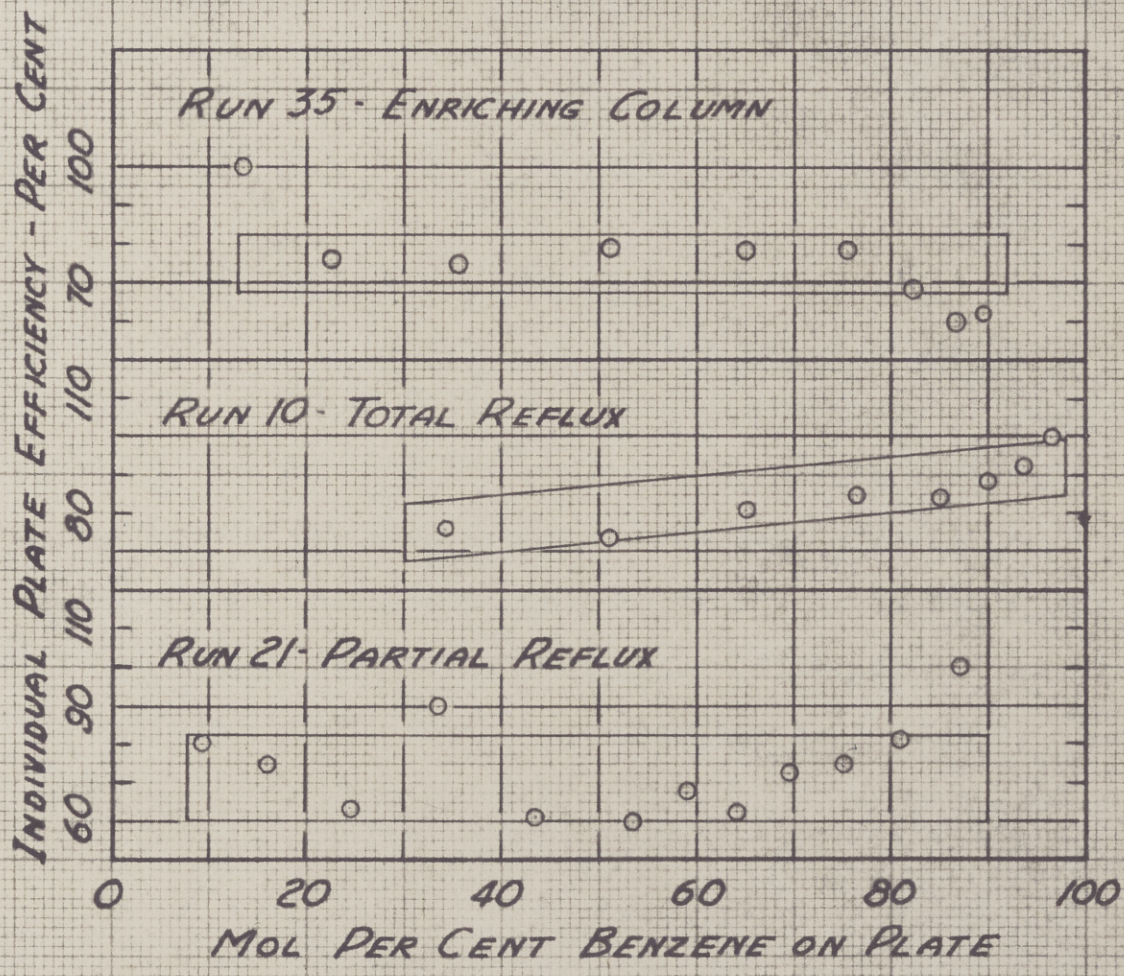 INDIVIDUAL PLATE EFFICIENCY - PER CENT
RUN 35 - ENRICHING COLUMN
100
70
110
RUN 10 - TOTAL REFLUX
80
110
RUN 21 - PARTIAL REFLUX
90
60
0 20 40 60 80 100
MOL PER CENT BENZENE ON PLATE